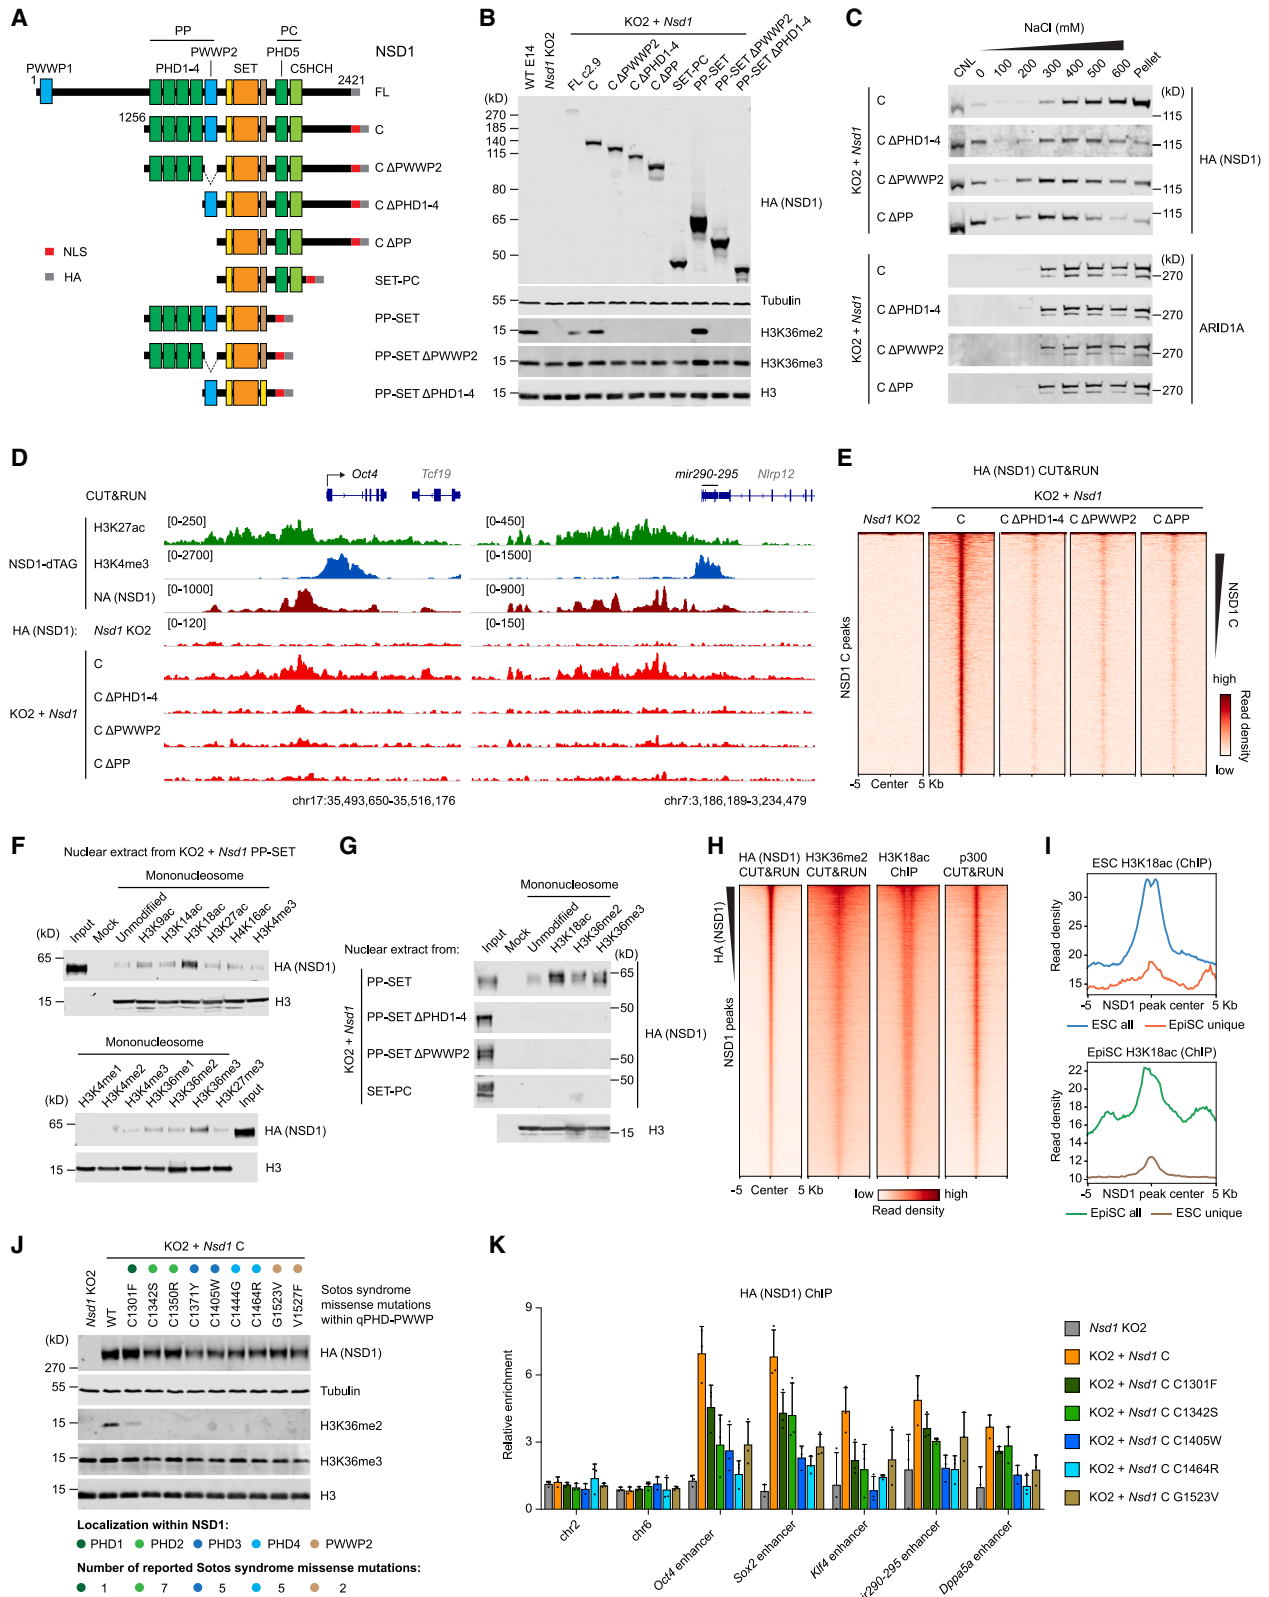 A
PP
PC
PWWP2
PHD5
NSD1
PWWP1
PHD1-4
SET
C5HCH
1
2421
FL
1256
C
C ΔPWWP2
C ΔPHD1-4
C ΔPP
NLS
HA
SET-PC
PP-SET
PP-SET ΔPWWP2
PP-SET ΔPHD1-4
B
KO2 + Nsd1
WT E14
Nsd1 KO2
FL c2.9
C
C ΔPWWP2
C ΔPHD1-4
C ΔPP
SET-PC
PP-SET
PP-SET ΔPWWP2
PP-SET ΔPHD1-4
(kD)
270
185
140
115
80
65
50
HA (NSD1)
55
Tubulin
15
H3K36me2
15
H3K36me3
15
H3
C
NaCl (mM)
CNL
0
100
200
300
400
500
600
Pellet
(kD)
KO2 + Nsd1
C
115
C ΔPHD1-4
115
C ΔPWWP2
115
C ΔPP
115
HA (NSD1)
(kD)
KO2 + Nsd1
C
270
C ΔPHD1-4
270
C ΔPWWP2
270
C ΔPP
270
ARID1A
D
Oct4
Tcf19
mir290-295
Nlrp12
CUT&RUN
NSD1-dTAG
H3K27ac
[0-250]
[0-450]
H3K4me3
[0-2700]
[0-1500]
NA (NSD1)
[0-1000]
[0-900]
HA (NSD1):
Nsd1 KO2
[0-120]
[0-150]
KO2 + Nsd1
C
C ΔPHD1-4
C ΔPWWP2
C ΔPP
chr17:35,493,650-35,516,176
chr7:3,186,189-3,234,479
E
HA (NSD1) CUT&RUN
KO2 + Nsd1
Nsd1 KO2
C
C ΔPHD1-4
C ΔPWWP2
C ΔPP
NSD1 C peaks
NSD1 C
high
Read density
low
-5 Center 5 Kb
F
Nuclear extract from KO2 + Nsd1 PP-SET
Mononucleosome
Input
Mock
Unmodifiied
H3K9ac
H3K14ac
H3K18ac
H3K27ac
H4K16ac
H3K4me3
(kD)
65
HA (NSD1)
15
H3
Mononucleosome
H3K4me1
H3K4me2
H3K4me3
H3K36me1
H3K36me2
H3K36me3
H3K27me3
Input
(kD)
65
HA (NSD1)
15
H3
G
Mononucleosome
Nuclear extract from:
Input
Mock
Unmodifiied
H3K18ac
H3K36me2
H3K36me3
(kD)
KO2 + Nsd1
PP-SET
65
PP-SET ΔPHD1-4
50
PP-SET ΔPWWP2
50
SET-PC
50
HA (NSD1)
15
H3
H
HA (NSD1) CUT&RUN
H3K36me2 CUT&RUN
H3K18ac ChIP
p300 CUT&RUN
HA (NSD1)
NSD1 peaks
-5 Center 5 Kb
low
high
Read density
I
ESC H3K18ac (ChIP)
Read density
30
25
20
15
-5 NSD1 peak center 5 Kb
ESC all
EpiSC unique
EpiSC H3K18ac (ChIP)
Read density
22
20
18
16
14
12
10
-5 NSD1 peak center 5 Kb
EpiSC all
ESC unique
J
KO2 + Nsd1 C
Nsd1 KO2
WT
C1301F
C1342S
C1350R
C1371Y
C1405W
C1444G
C1464R
G1523V
V1527F
Sotos syndrome
missense mutations
within qPHD-PWWP
(kD)
270
HA (NSD1)
55
Tubulin
15
H3K36me2
15
H3K36me3
15
H3
Localization within NSD1:
PHD1
PHD2
PHD3
PHD4
PWWP2
Number of reported Sotos syndrome missense mutations:
1
7
5
5
2
K
HA (NSD1) ChIP
Relative enrichment
9
6
3
0
chr2
chr6
Oct4 enhancer
Sox2 enhancer
Klf4 enhancer
ir290-295 enhancer
Dppa5a enhancer
Nsd1 KO2
KO2 + Nsd1 C
KO2 + Nsd1 C C1301F
KO2 + Nsd1 C C1342S
KO2 + Nsd1 C C1405W
KO2 + Nsd1 C C1464R
KO2 + Nsd1 C G1523V